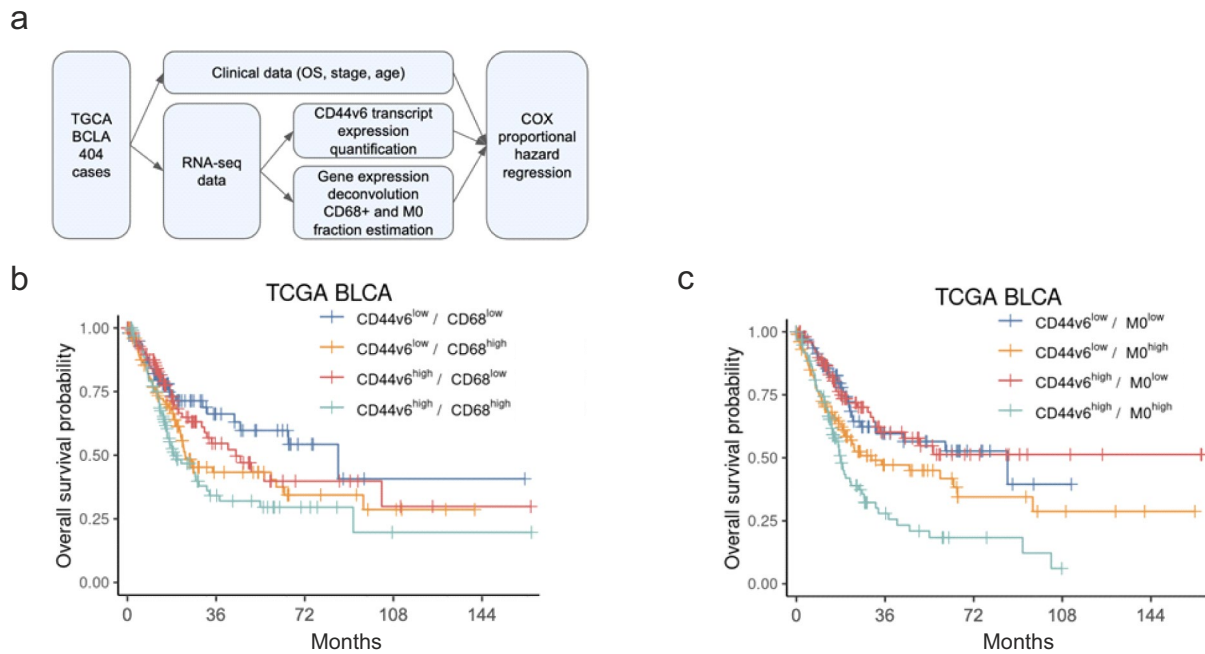 a
TGCA
BCLA
404
cases
Clinical data (OS, stage, age)
RNA-seq
data
CD44v6 transcript
expression
quantification
Gene expression
deconvolution
CD68+ and M0
fraction estimation
COX
proportional
hazard
regression
b
TCGA BLCA
CD44v6low / CD68low
CD44v6low / CD68high
CD44v6high / CD68low
CD44v6high / CD68high
Overall survival probability
1.00
0.75
0.50
0.25
0.00
0 36 72 108 144
Months
c
TCGA BLCA
CD44v6low / M0low
CD44v6low / M0high
CD44v6high / M0low
CD44v6high / M0high
Overall survival probability
1.00
0.75
0.50
0.25
0.00
0 36 72 108 144
Months